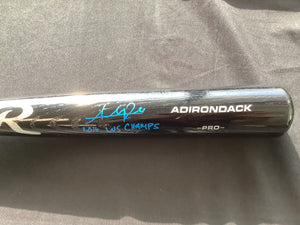 R
ADIRONDACK
2016 WS CHAMPS
~PRO~